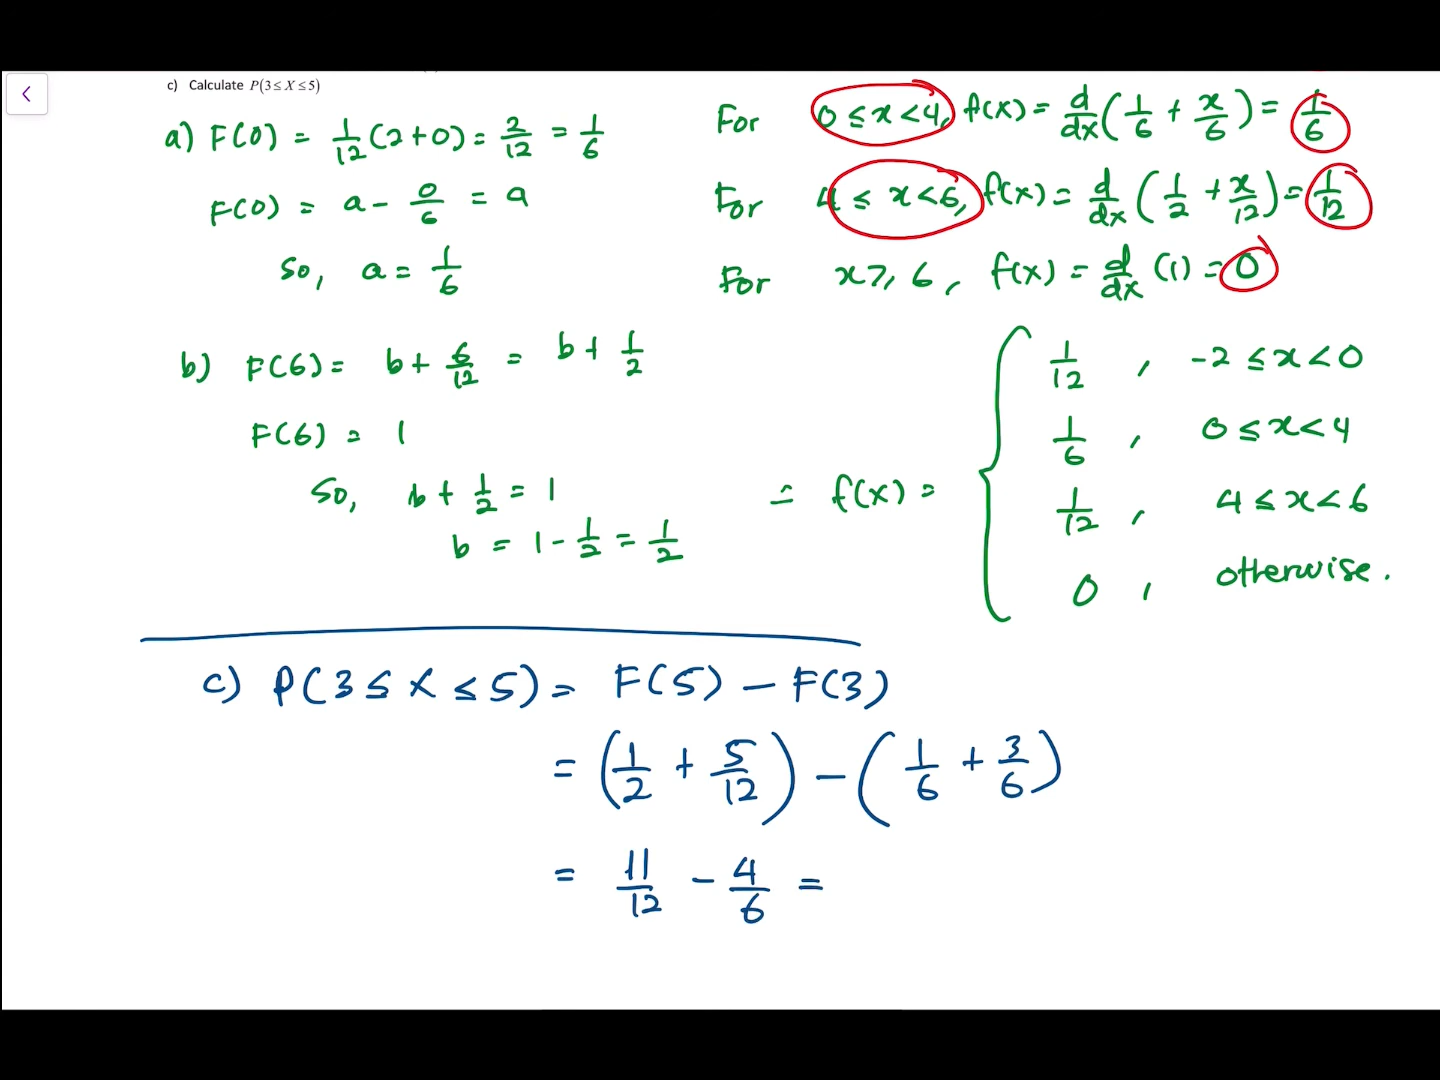 c) Calculate P(3 ≤ X ≤ 5)
a) F(0) = 1/12 (2+0) = 2/12 = 1/6
F(0) = a - 0/6 = a
So, a = 1/6
b) F(6) = b + 6/12 = b + 1/2
F(6) = 1
So, b + 1/2 = 1
b = 1 - 1/2 = 1/2
For 0 ≤ x < 4, f(x) = d/dx (1/6 + x/6) = 1/6
For 4 ≤ x < 6, f(x) = d/dx (1/2 + x/12) = 1/12
For x ≥ 6, f(x) = d/dx (1) = 0
= f(x) = {
1/12 , -2 ≤ x < 0
1/6 , 0 ≤ x < 4
1/12 , 4 ≤ x < 6
0 , otherwise.
c) P(3 ≤ X ≤ 5) = F(5) - F(3)
= (1/2 + 5/12) - (1/6 + 3/6)
= 11/12 - 4/6 =